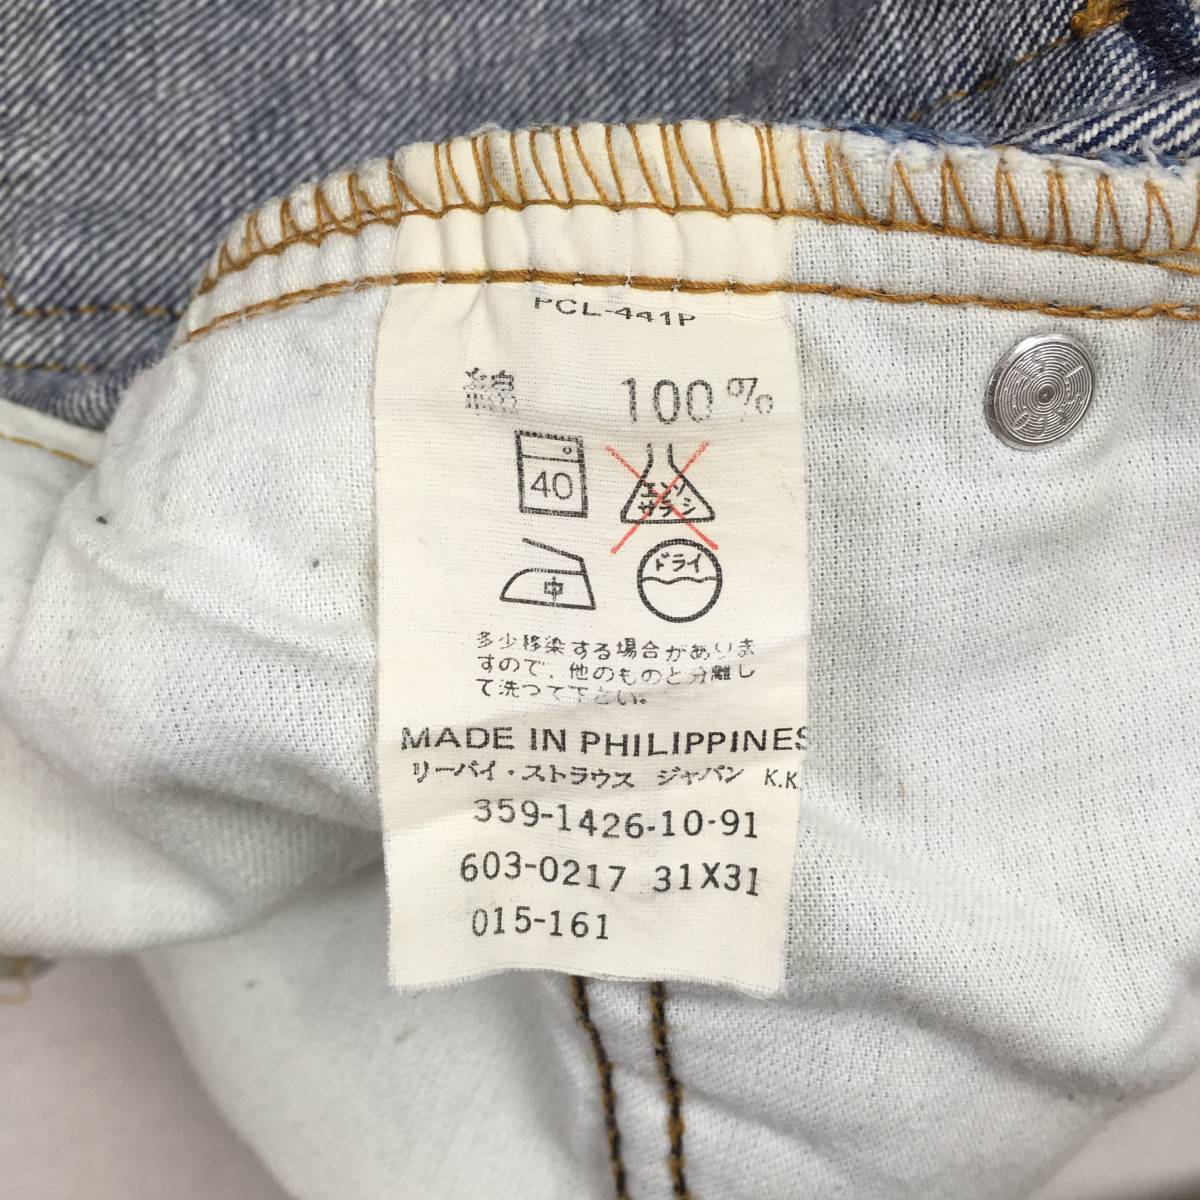 PCL-441P
綿 100%
40
エンソ
サラシ
中
ドライ
多少移染する場合がありま
すので、他のものと分離し
て洗つて下さい。
MADE IN PHILIPPINES
リーバイ・ストラウス ジャパン K.K.
359-1426-10-91
603-0217 31X31
015-161